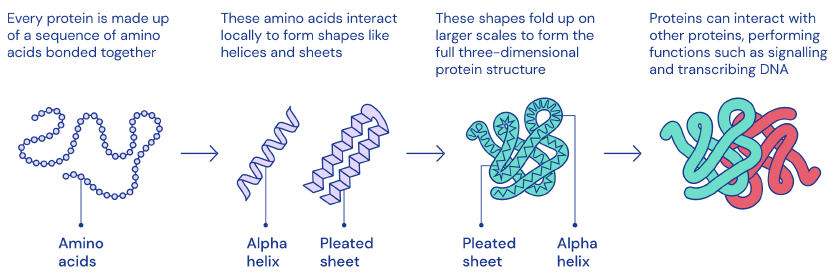 Every protein is made up
of a sequence of amino
acids bonded together
These amino acids interact
locally to form shapes like
helices and sheets
These shapes fold up on
larger scales to form the
full three-dimensional
protein structure
Proteins can interact with
other proteins, performing
functions such as signalling
and transcribing DNA
Amino
acids
Alpha
helix
Pleated
sheet
Pleated
sheet
Alpha
helix